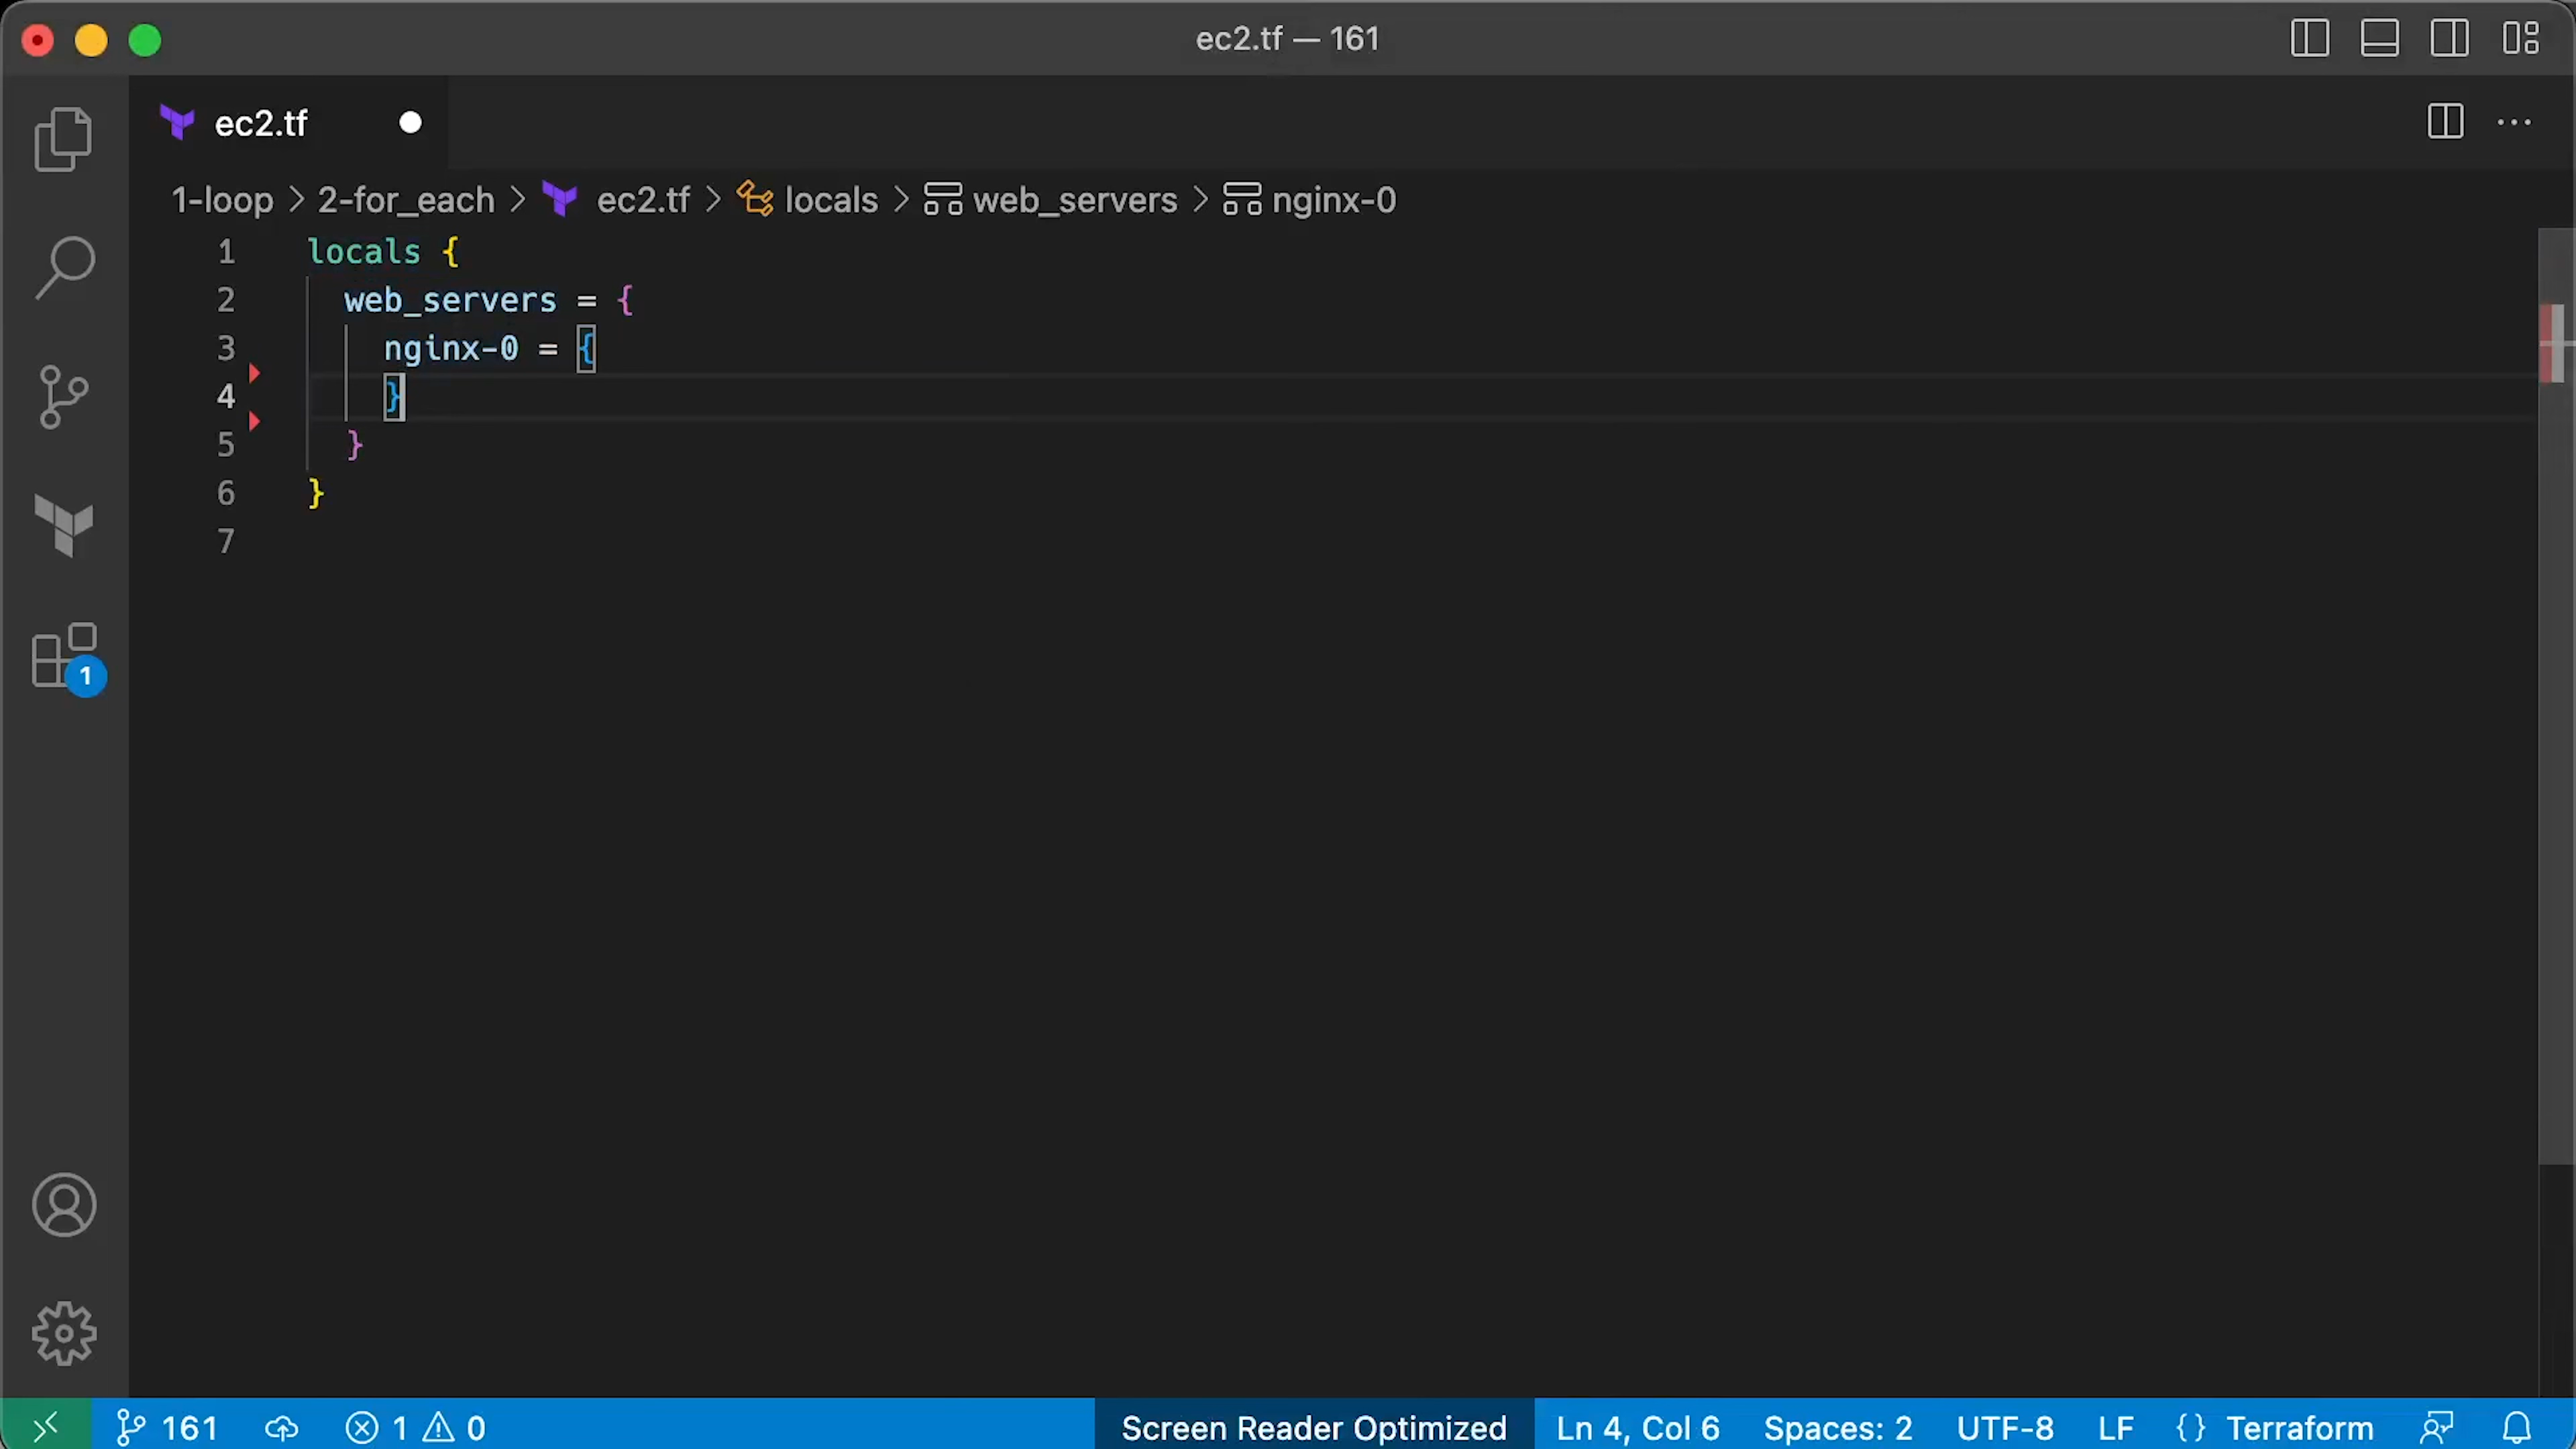 ec2.tf — 161
ec2.tf
1-loop > 2-for_each > ec2.tf > locals > web_servers > nginx-0
1 locals {
2   web_servers = {
3     nginx-0 = {
4     }
5   }
6 }
7
1
161 1 0 Screen Reader Optimized Ln 4, Col 6 Spaces: 2 UTF-8 LF {} Terraform